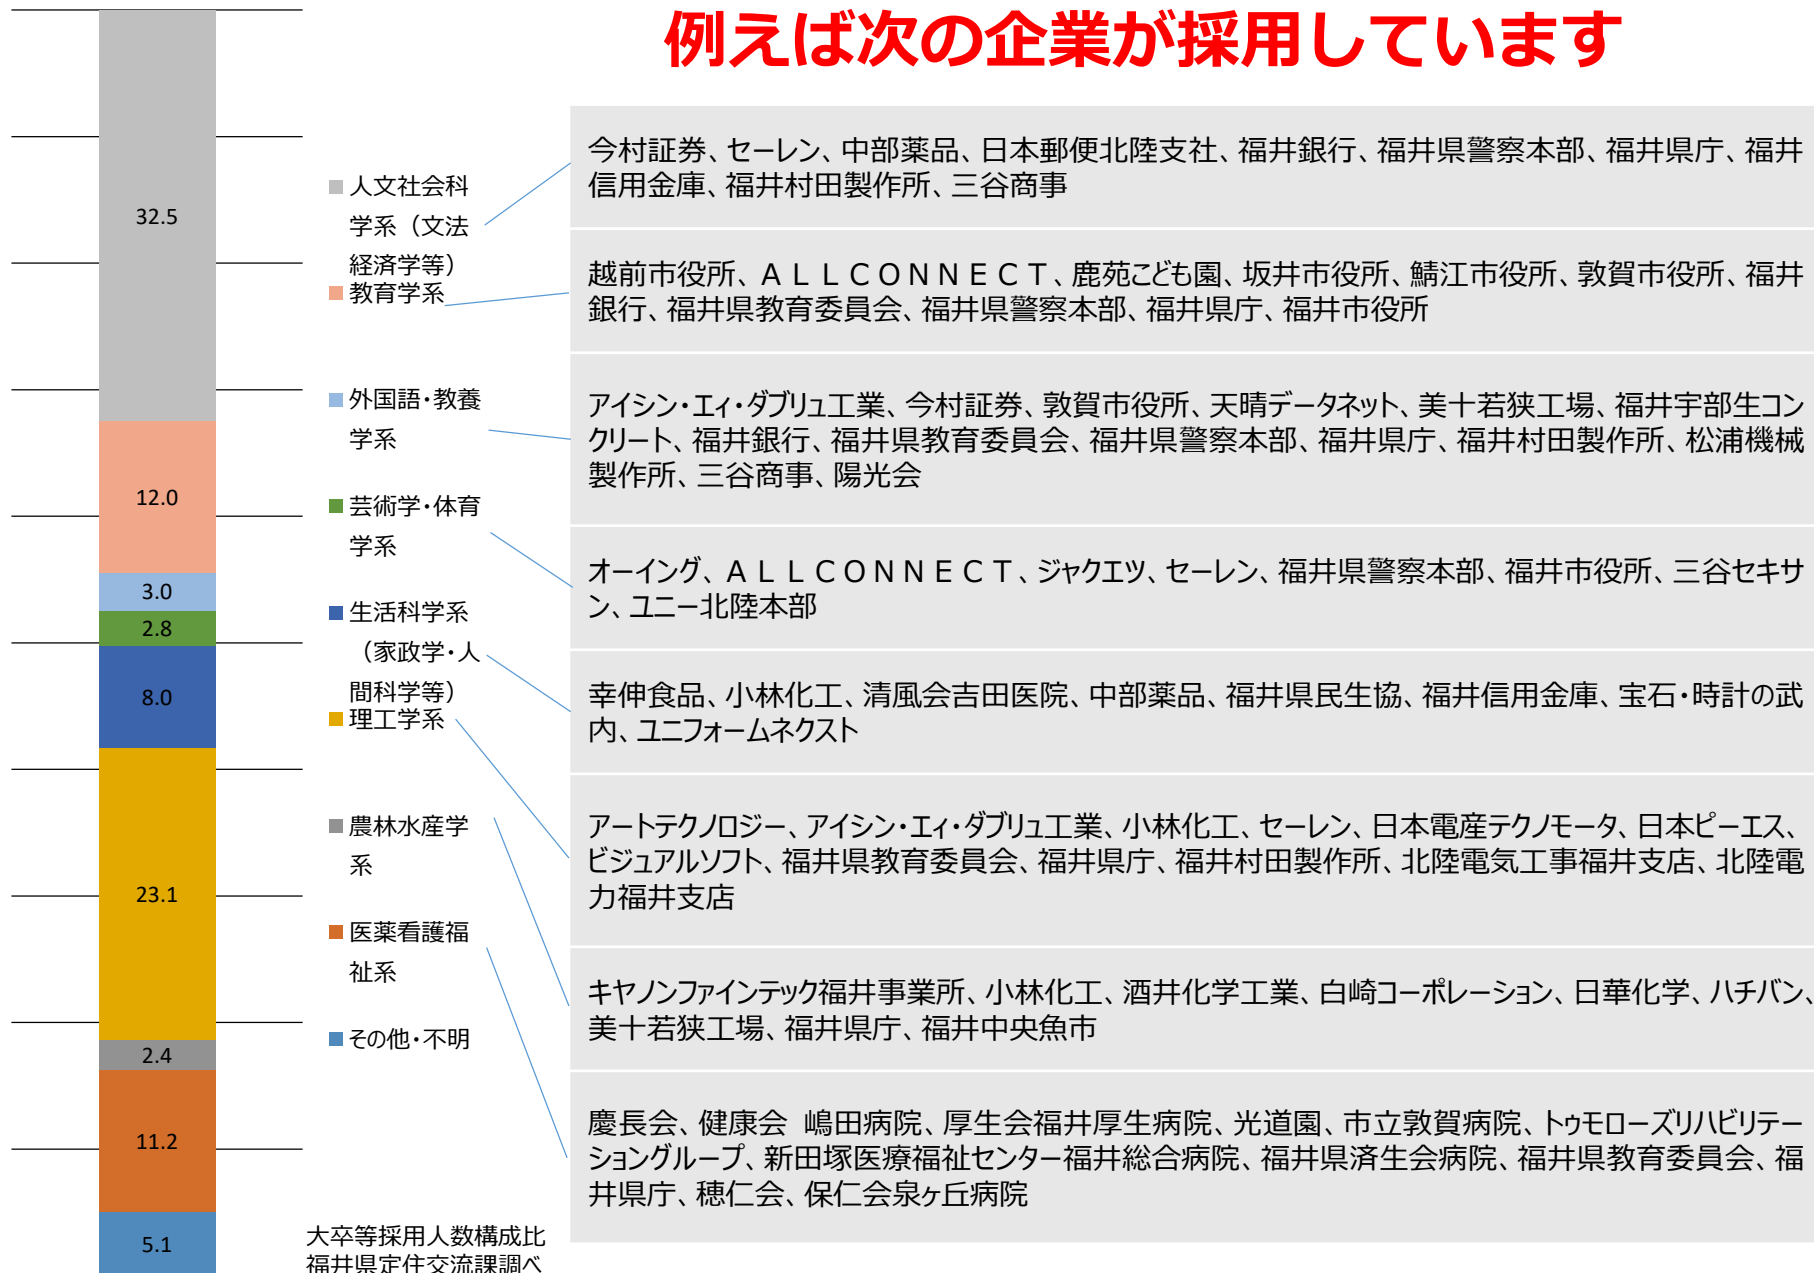 例えば次の企業が採用しています
32.5
12.0
3.0
2.8
8.0
23.1
2.4
11.2
5.1
人文社会科
学系（文法
経済学等）
教育学系
外国語・教養
学系
芸術学・体育
学系
生活科学系
（家政学・人
間科学等）
理工学系
農林水産学
系
医薬看護福
祉系
その他・不明
今村証券、セーレン、中部薬品、日本郵便北陸支社、福井銀行、福井県警察本部、福井県庁、福井
信用金庫、福井村田製作所、三谷商事
越前市役所、ＡＬＬＣＯＮＮＥＣＴ、鹿苑こども園、坂井市役所、鯖江市役所、敦賀市役所、福井
銀行、福井県教育委員会、福井県警察本部、福井県庁、福井市役所
アイシン・エィ・ダブリュ工業、今村証券、敦賀市役所、天晴データネット、美十若狭工場、福井宇部生コン
クリート、福井銀行、福井県教育委員会、福井県警察本部、福井県庁、福井村田製作所、松浦機械
製作所、三谷商事、陽光会
オーイング、ＡＬＬＣＯＮＮＥＣＴ、ジャクエツ、セーレン、福井県警察本部、福井市役所、三谷セキサ
ン、ユニー北陸本部
幸伸食品、小林化工、清風会吉田医院、中部薬品、福井県民生協、福井信用金庫、宝石・時計の武
内、ユニフォームネクスト
アートテクノロジー、アイシン・エィ・ダブリュ工業、小林化工、セーレン、日本電産テクノモータ、日本ピーエス、
ビジュアルソフト、福井県教育委員会、福井県庁、福井村田製作所、北陸電気工事福井支店、北陸電
力福井支店
キヤノンファインテック福井事業所、小林化工、酒井化学工業、白崎コーポレーション、日華化学、ハチバン、
美十若狭工場、福井県庁、福井中央魚市
慶長会、健康会　嶋田病院、厚生会福井厚生病院、光道園、市立敦賀病院、トゥモローズリハビリテー
ショングループ、新田塚医療福祉センター福井総合病院、福井県済生会病院、福井県教育委員会、福
井県庁、穂仁会、保仁会泉ヶ丘病院
大卒等採用人数構成比
福井県定住交流課調べ